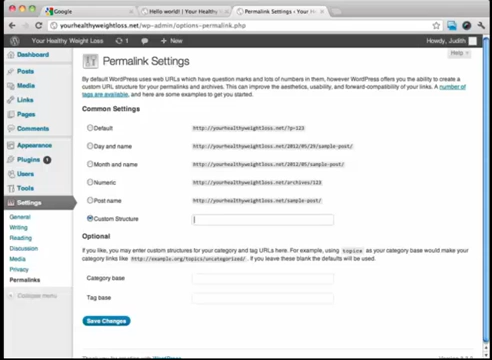 Google
Hello world! | Your Healthy W
Permalink Settings ‹ Your H
yourhealthyweightloss.net/wp-admin/options-permalink.php
Your Healthy Weight Loss 1 + New Howdy, Judith
Help
Dashboard
Posts
Media
Links
Pages
Comments
Appearance
Plugins 1
Users
Tools
Settings
General
Writing
Reading
Discussion
Media
Privacy
Permalinks
Collapse menu
Permalink Settings
By default WordPress uses web URLs which have question marks and lots of numbers in them, however WordPress offers you the ability to create a
custom URL structure for your permalinks and archives. This can improve the aesthetics, usability, and forward-compatibility of your links. A number of
tags are available, and here are some examples to get you started.
Common Settings
Default http://yourhealthyweightloss.net/?p=123
Day and name http://yourhealthyweightloss.net/2012/05/29/sample-post/
Month and name http://yourhealthyweightloss.net/2012/05/sample-post/
Numeric http://yourhealthyweightloss.net/archives/123
Post name http://yourhealthyweightloss.net/sample-post/
Custom Structure
Optional
If you like, you may enter custom structures for your category and tag URLs here. For example, using topics as your category base would make your
category links like http://example.org/topics/uncategorized/ . If you leave these blank the defaults will be used.
Category base
Tag base
Save Changes